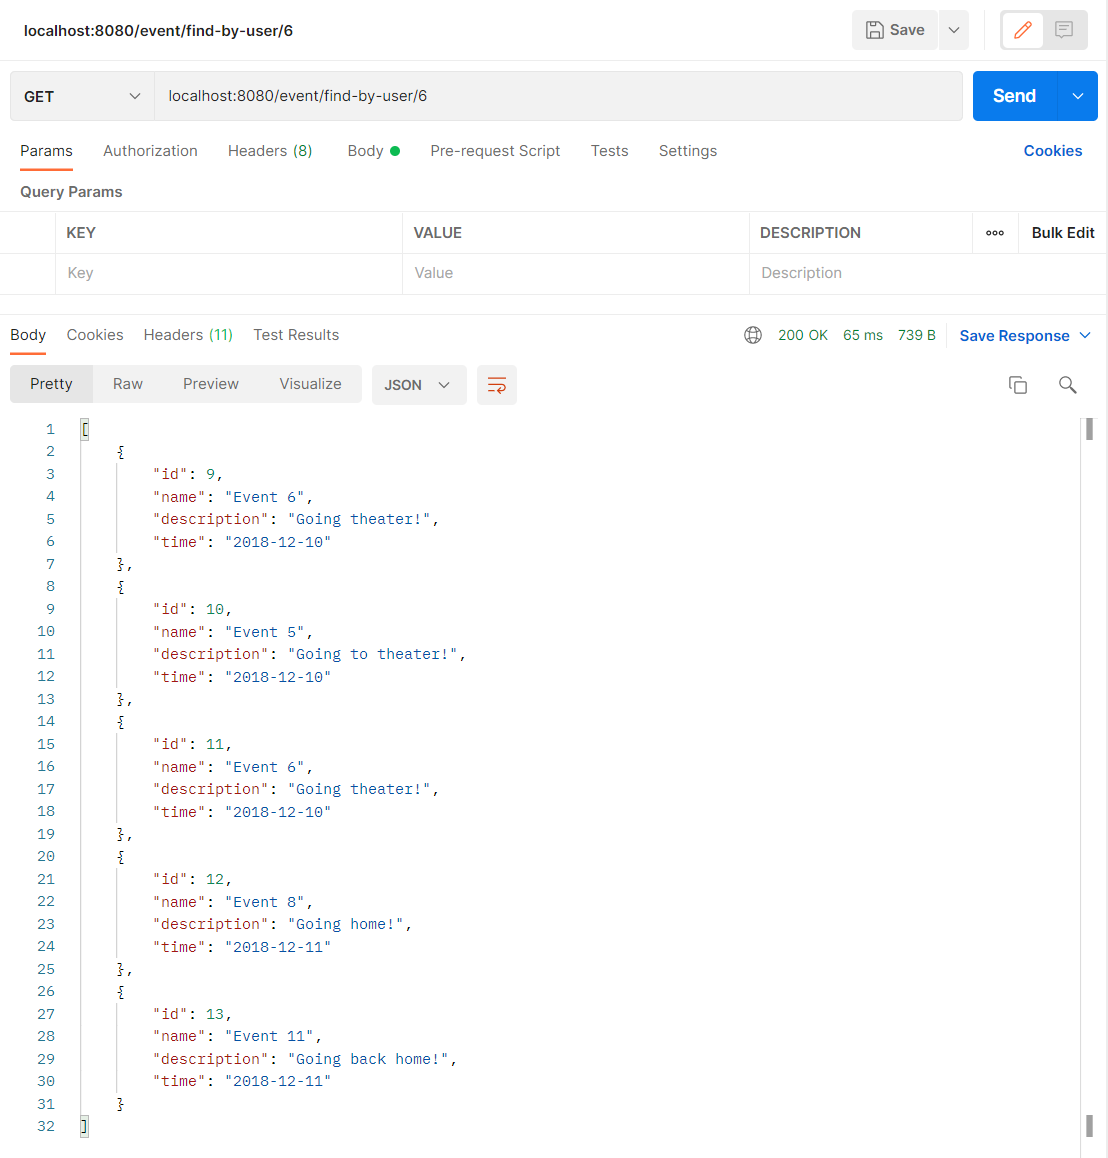 localhost:8080/event/find-by-user/6 Save
GET localhost:8080/event/find-by-user/6 Send
Params Authorization Headers (8) Body Pre-request Script Tests Settings Cookies
Query Params
KEY VALUE DESCRIPTION ooo Bulk Edit
Key Value Description
Body Cookies Headers (11) Test Results 200 OK 65 ms 739 B Save Response
Pretty Raw Preview Visualize JSON
1 [
2 {
3 "id": 9,
4 "name": "Event 6",
5 "description": "Going theater!",
6 "time": "2018-12-10"
7 },
8 {
9 "id": 10,
10 "name": "Event 5",
11 "description": "Going to theater!",
12 "time": "2018-12-10"
13 },
14 {
15 "id": 11,
16 "name": "Event 6",
17 "description": "Going theater!",
18 "time": "2018-12-10"
19 },
20 {
21 "id": 12,
22 "name": "Event 8",
23 "description": "Going home!",
24 "time": "2018-12-11"
25 },
26 {
27 "id": 13,
28 "name": "Event 11",
29 "description": "Going back home!",
30 "time": "2018-12-11"
31 }
32 ]